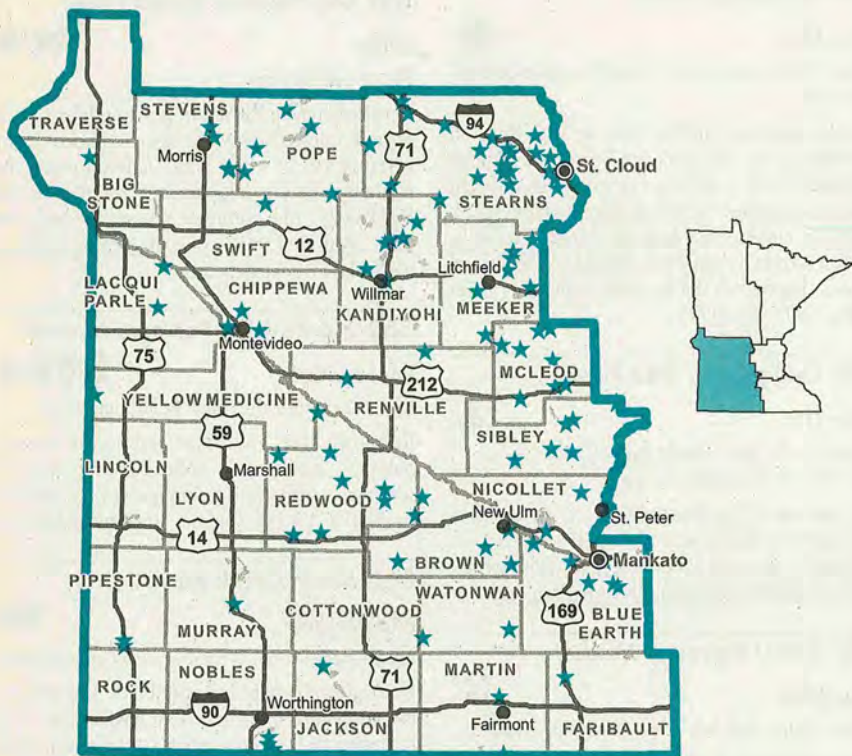 STEVENS
94
TRAVERSE
Morris
POPE
71
St. Cloud
BIG
STONE
STEARNS
SWIFT
12
LACQUI
PARLE
CHIPPEWA
Litchfield
Willmar
KANDIYOHI
MEEKER
Montevideo
75
MCLEOD
212
YELLOW MEDICINE
RENVILLE
59
SIBLEY
LINCOLN
Marshall
LYON
REDWOOD
NICOLLET
New Ulm
St. Peter
14
BROWN
Mankato
PIPESTONE
WATONWAN
COTTONWOOD
169
BLUE
EARTH
MURRAY
NOBLES
71
MARTIN
ROCK
90
Worthington
JACKSON
Fairmont
FARIBAULT